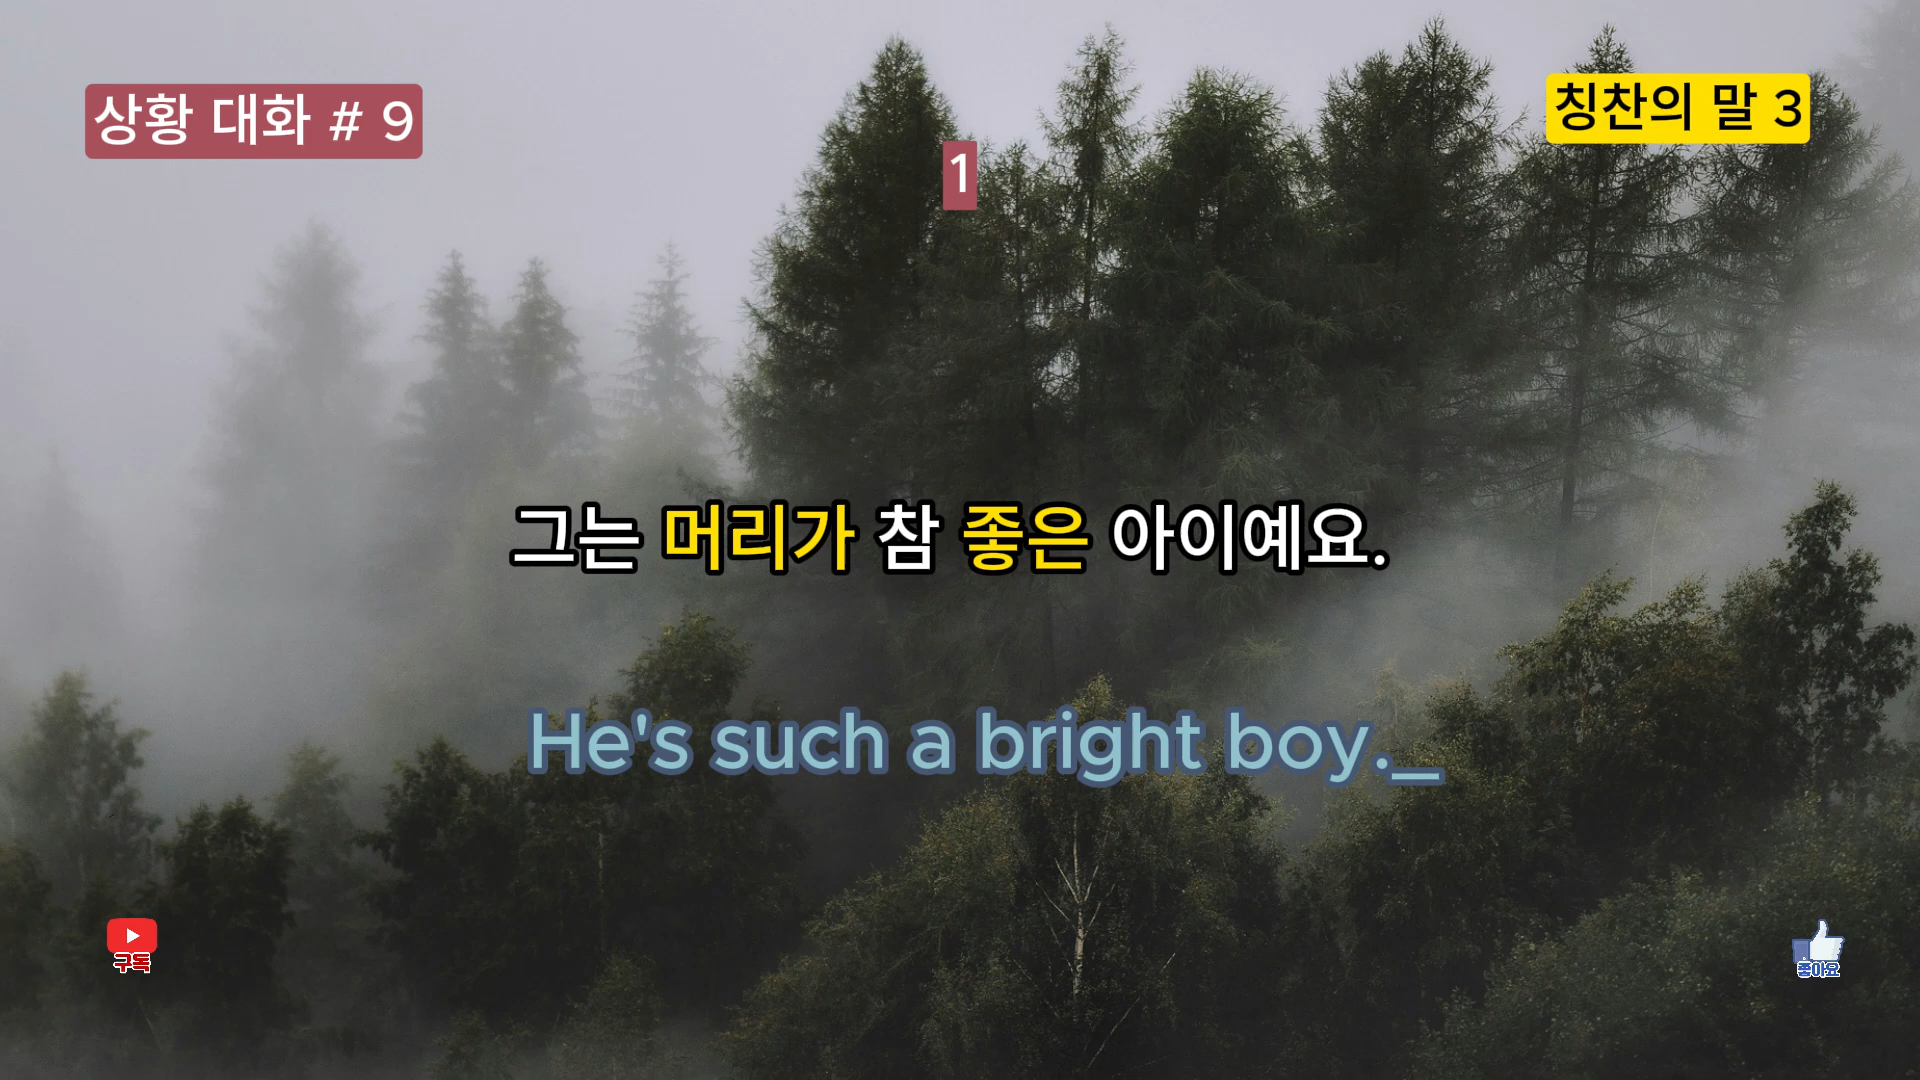 상황 대화 # 9
칭찬의 말 3
1
그는 머리가 참 좋은 아이예요.
He's such a bright boy._
구독
좋아요